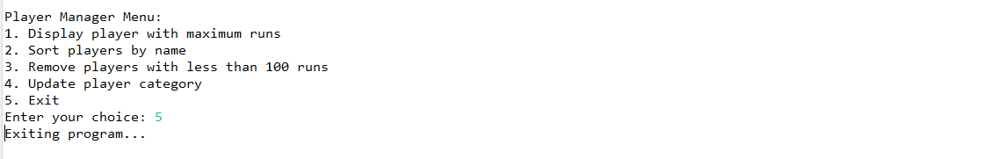 Player Manager Menu:
1. Display player with maximum runs
2. Sort players by name
3. Remove players with less than 100 runs
4. Update player category
5. Exit
Enter your choice: 5
Exiting program...